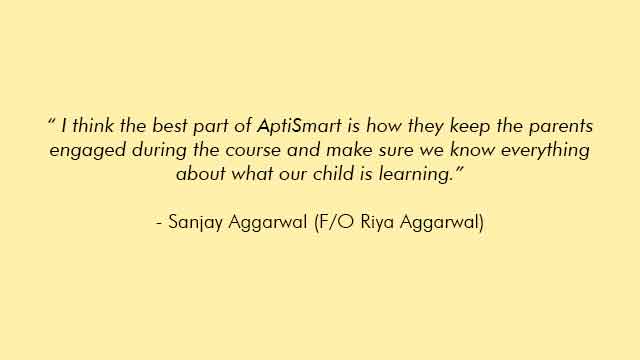 “ I think the best part of AptiSmart is how they keep the parents
engaged during the course and make sure we know everything
about what our child is learning.”
- Sanjay Aggarwal (F/O Riya Aggarwal)